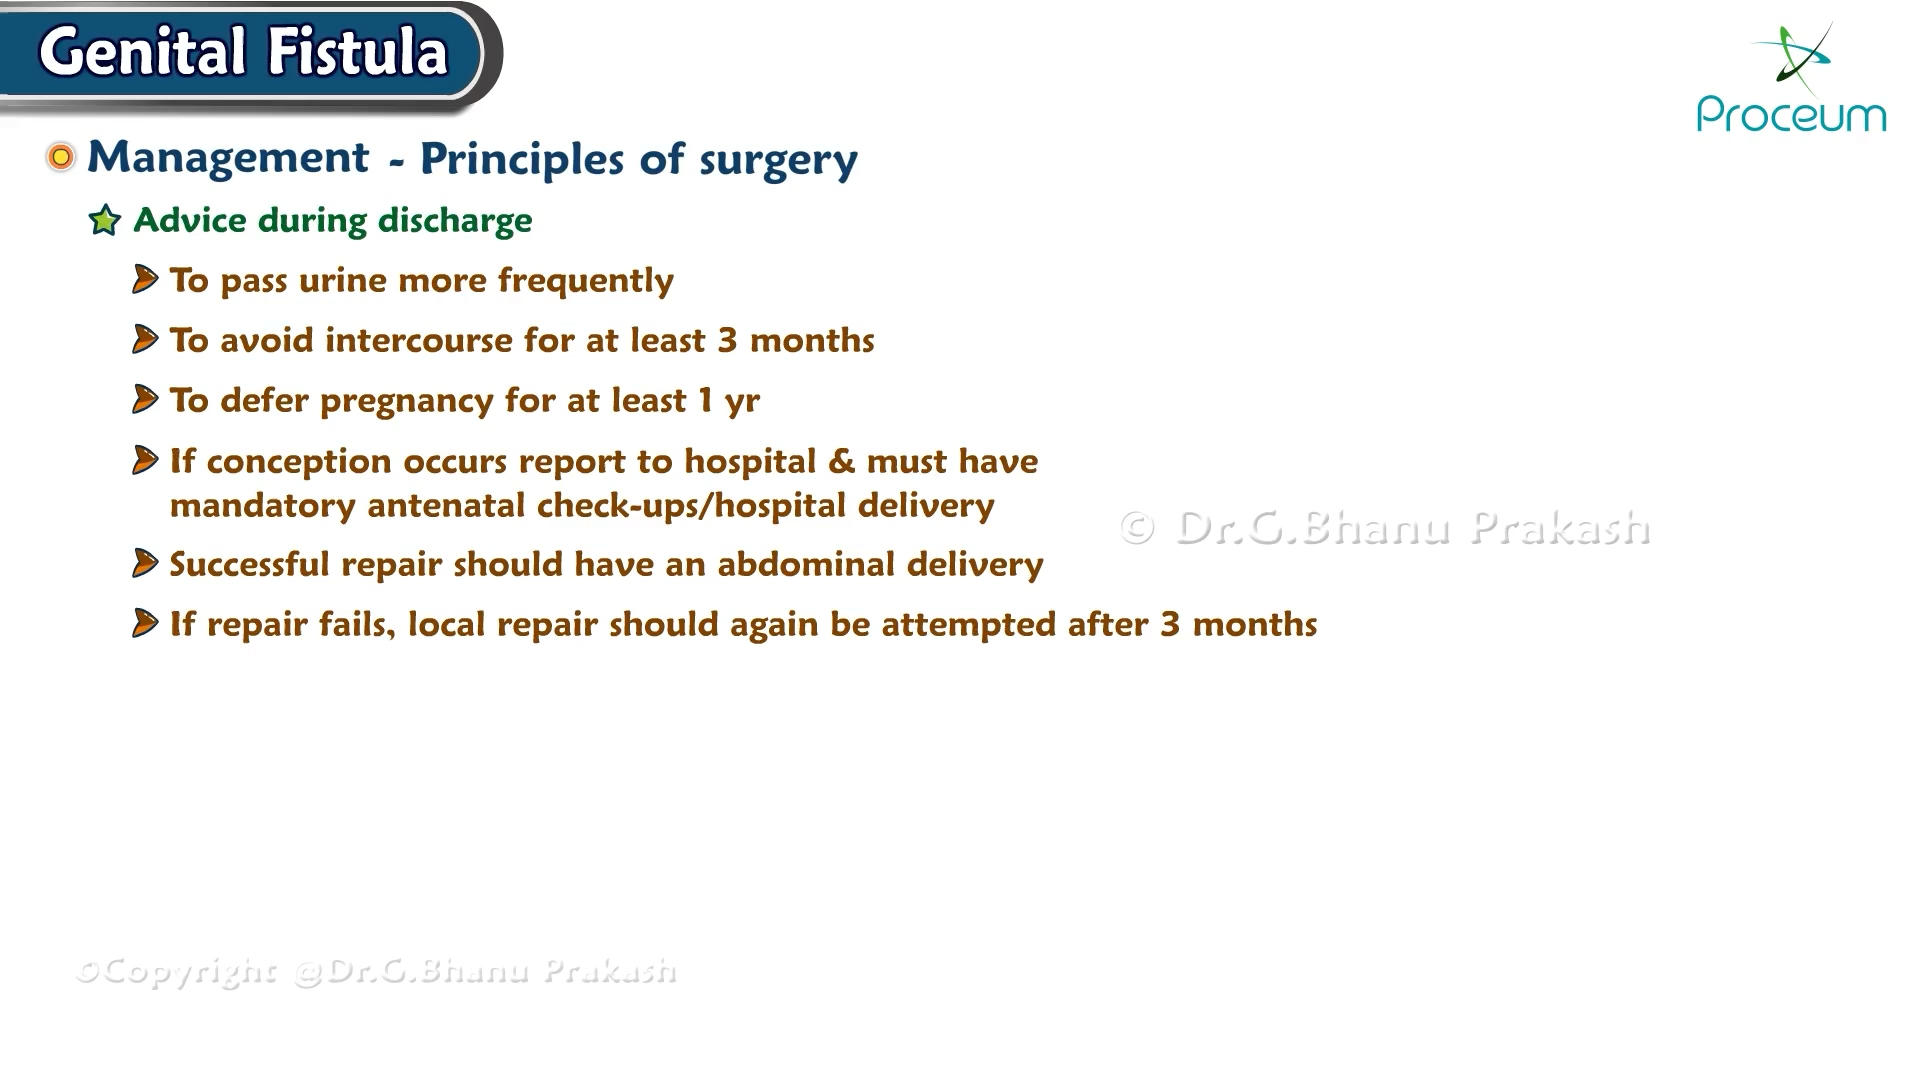 Genital Fistula
Proceum
Management - Principles of surgery
Advice during discharge
To pass urine more frequently
To avoid intercourse for at least 3 months
To defer pregnancy for at least 1 yr
If conception occurs report to hospital & must have
mandatory antenatal check-ups/hospital delivery
© Dr.G.Bhanu Prakash
Successful repair should have an abdominal delivery
If repair fails, local repair should again be attempted after 3 months
©Copyright @Dr.G.Bhanu Prakash